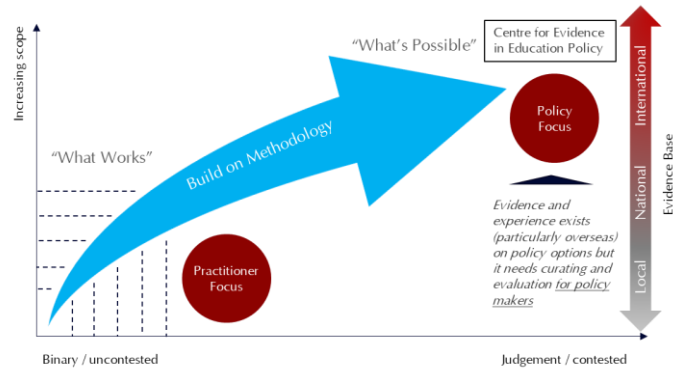 Increasing scope
"What Works"
"What's Possible"
Centre for Evidence
in Education Policy
Build on Methodology
Practitioner
Focus
Policy
Focus
Evidence and
experience exists
(particularly overseas)
on policy options but
it needs curating and
evaluation for policy
makers
International
National
Local
Evidence Base
Binary / uncontested
Judgement / contested